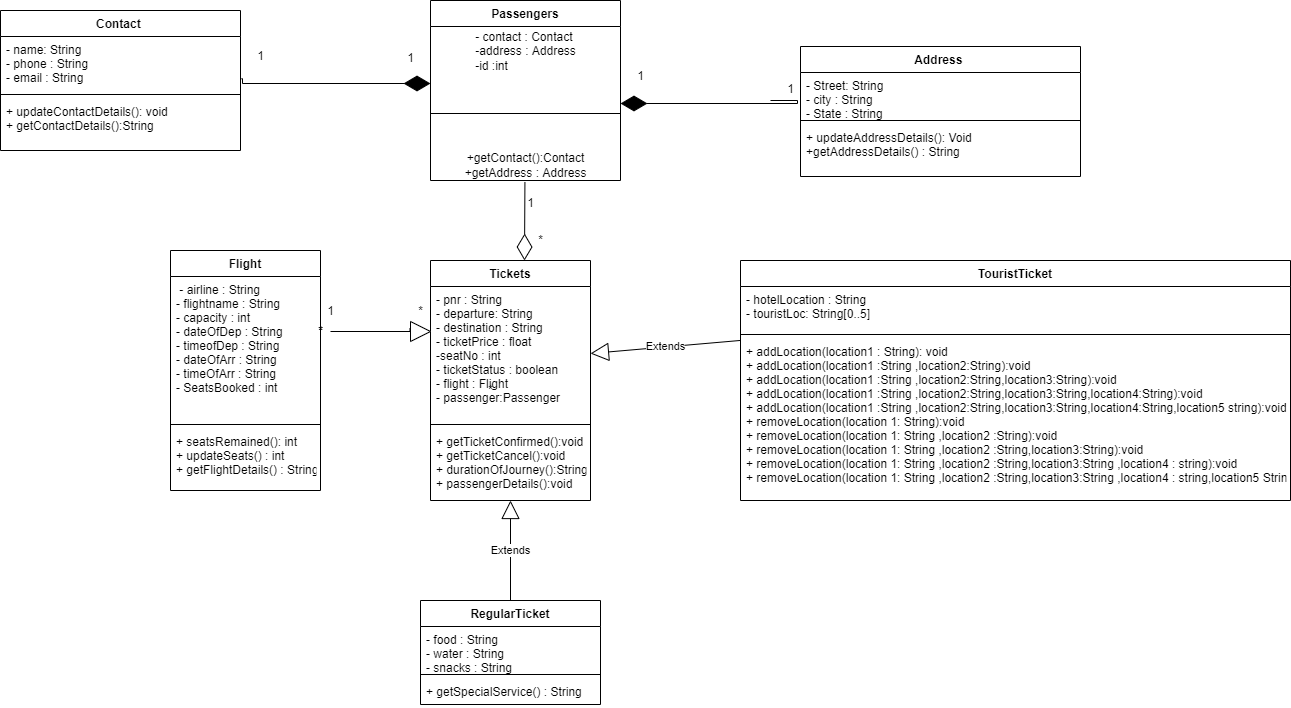 Contact
- name: String
- phone : String
- email : String
+ updateContactDetails(): void
+ getContactDetails():String
1
1
Passengers
- contact : Contact
-address : Address
-id :int
+getContact():Contact
+getAddress : Address
1
1
Address
- Street: String
- city : String
- State : String
+ updateAddressDetails(): Void
+getAddressDetails() : String
1
*
Flight
- airline : String
- flightname : String
- capacity : int
- dateOfDep : String
- timeofDep : String
- dateOfArr : String
- timeOfArr : String
- SeatsBooked : int
+ seatsRemained(): int
+ updateSeats() : int
+ getFlightDetails() : String
1
*
*
Tickets
- pnr : String
- departure: String
- destination : String
- ticketPrice : float
-seatNo : int
- ticketStatus : boolean
- flight : Flight
- passenger:Passenger
+ getTicketConfirmed():void
+ getTicketCancel():void
+ durationOfJourney():String
+ passengerDetails():void
Extends
TouristTicket
- hotelLocation : String
- touristLoc: String[0..5]
+ addLocation(location1 : String): void
+ addLocation(location1 :String ,location2:String):void
+ addLocation(location1 :String ,location2:String,location3:String):void
+ addLocation(location1 :String ,location2:String,location3:String,location4:String):void
+ addLocation(location1 :String ,location2:String,location3:String,location4:String,location5 string):void
+ removeLocation(location 1: String):void
+ removeLocation(location 1: String ,location2 :String):void
+ removeLocation(location 1: String ,location2 :String,location3:String):void
+ removeLocation(location 1: String ,location2 :String,location3:String ,location4 : string):void
+ removeLocation(location 1: String ,location2 :String,location3:String ,location4 : string,location5 Strin
Extends
RegularTicket
- food : String
- water : String
- snacks : String
+ getSpecialService() : String